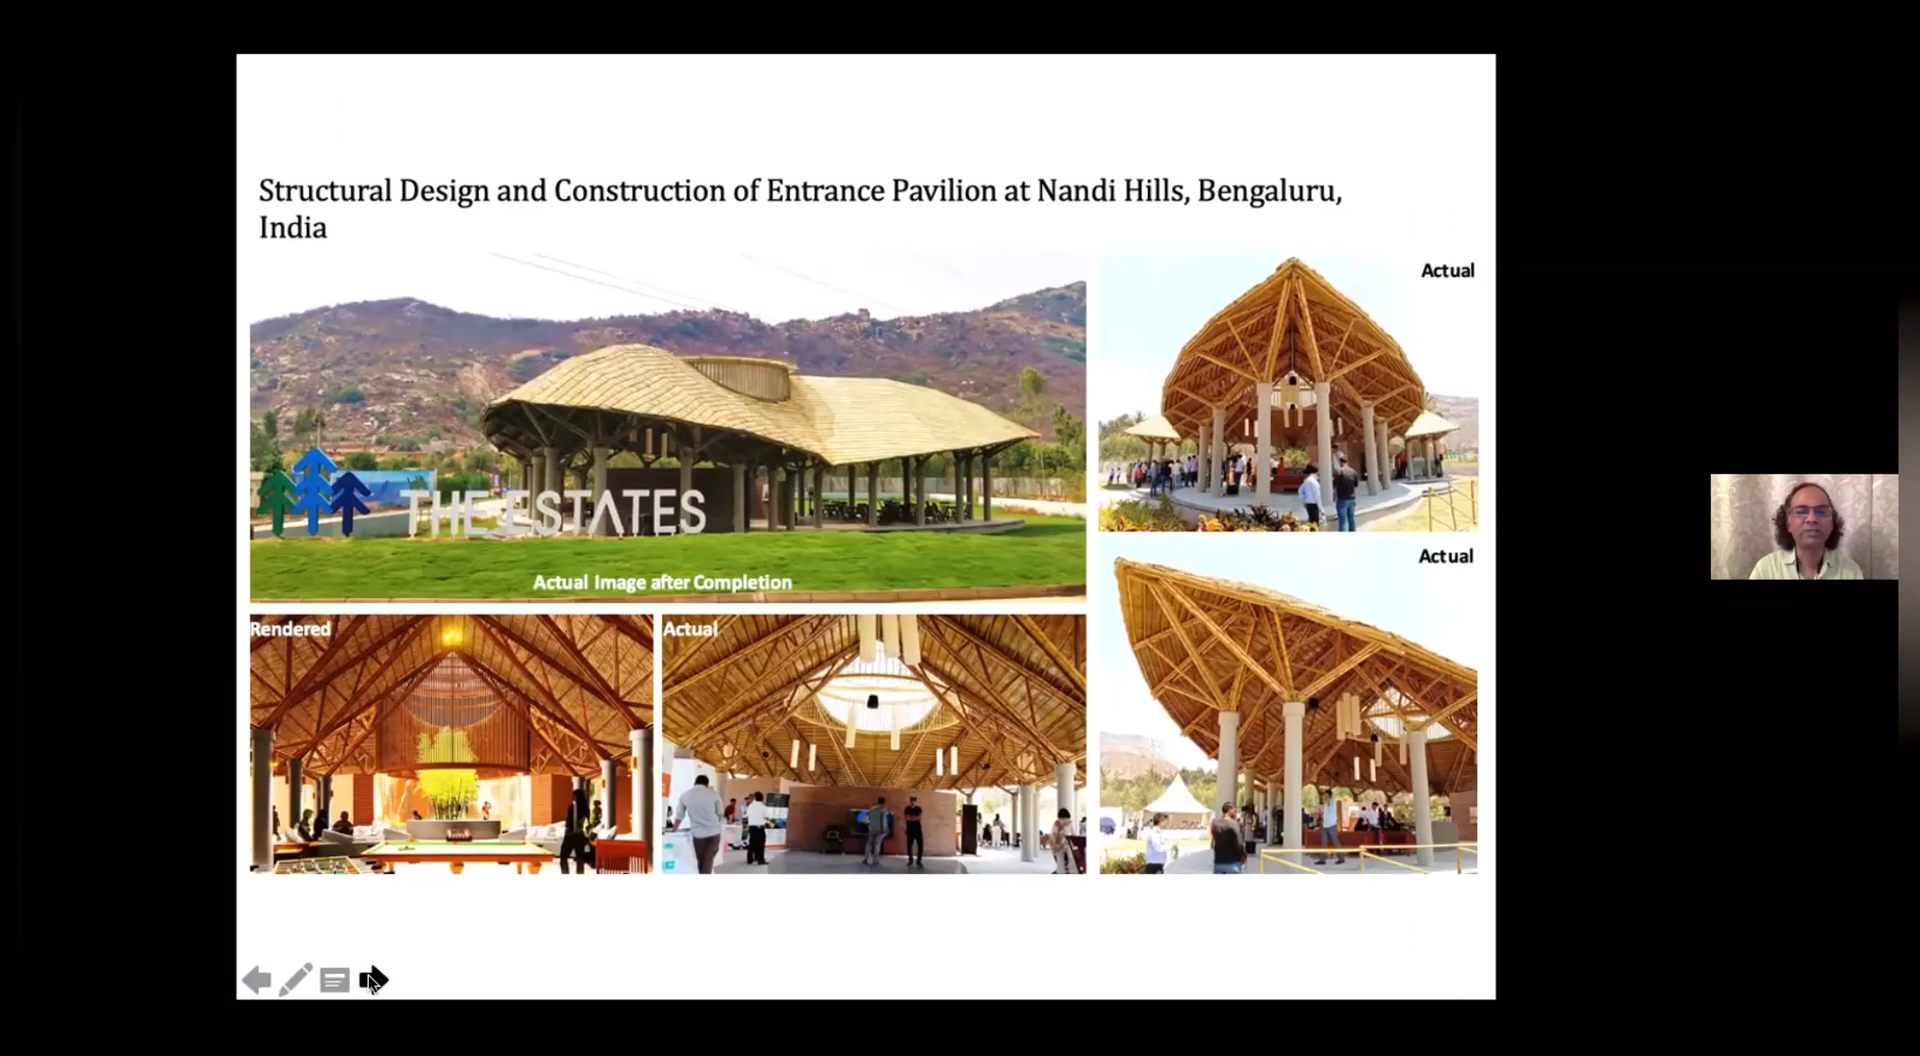 Structural Design and Construction of Entrance Pavilion at Nandi Hills, Bengaluru,
India
Actual
THE ESTATES
Actual Image after Completion
Actual
Rendered
Actual